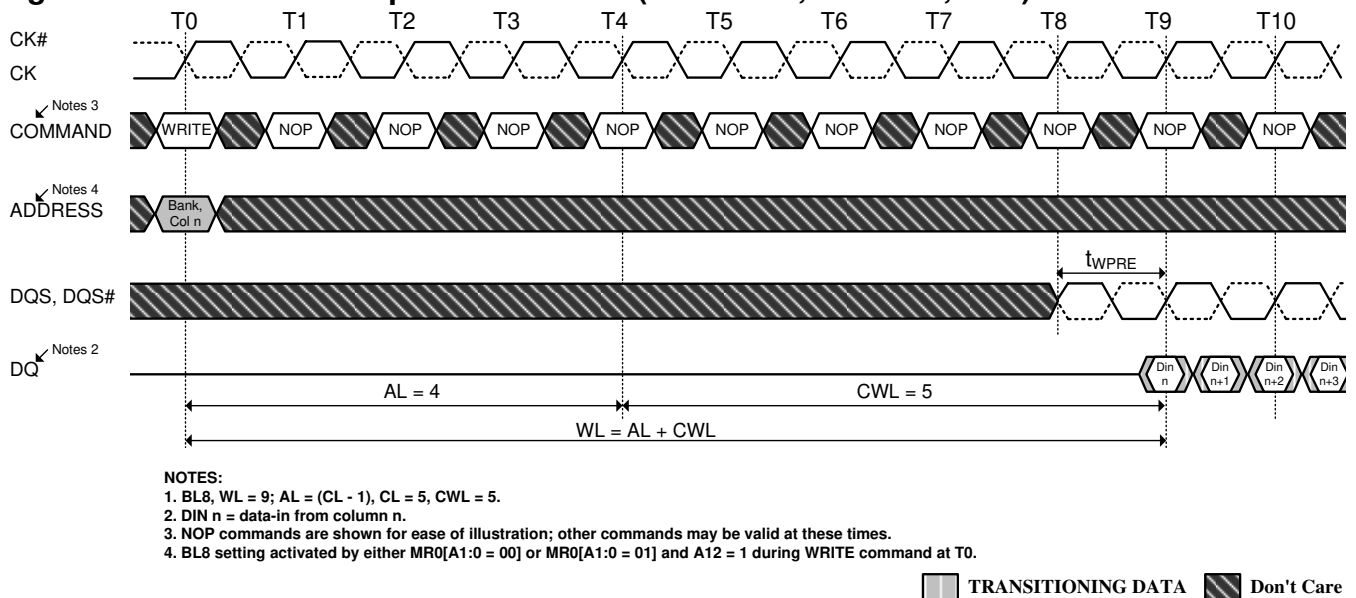 T0 T1 T2 T3 T4 T5 T6 T7 T8 T9 T10
CK#
CK
Notes 3
COMMAND
WRITE NOP NOP NOP NOP NOP NOP NOP NOP NOP NOP
Notes 4
ADDRESS
Bank,
Col n
tWPRE
DQS, DQS#
Notes 2
DQ
Din
n
Din
n+1
Din
n+2
Din
n+3
AL = 4
CWL = 5
WL = AL + CWL
NOTES:
1. BL8, WL = 9; AL = (CL - 1), CL = 5, CWL = 5.
2. DIN n = data-in from column n.
3. NOP commands are shown for ease of illustration; other commands may be valid at these times.
4. BL8 setting activated by either MR0[A1:0 = 00] or MR0[A1:0 = 01] and A12 = 1 during WRITE command at T0.
TRANSITIONING DATA
Don't Care